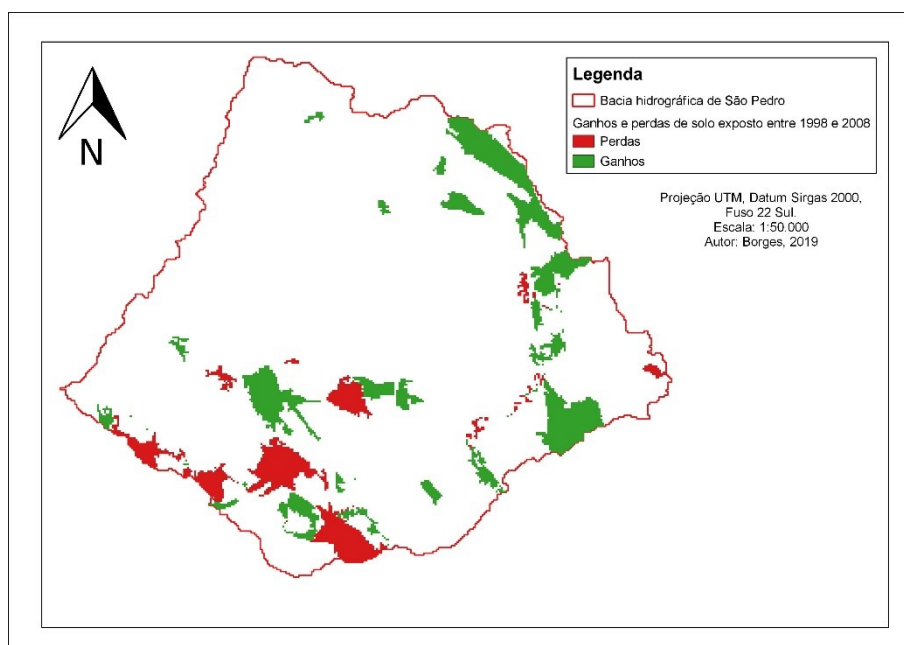 N
Legenda
Bacia hidrográfica de São Pedro
Ganhos e perdas de solo exposto entre 1998 e 2008
Perdas
Ganhos
Projeção UTM, Datum Sirgas 2000,
Fuso 22 Sul.
Escala: 1:50.000
Autor: Borges, 2019